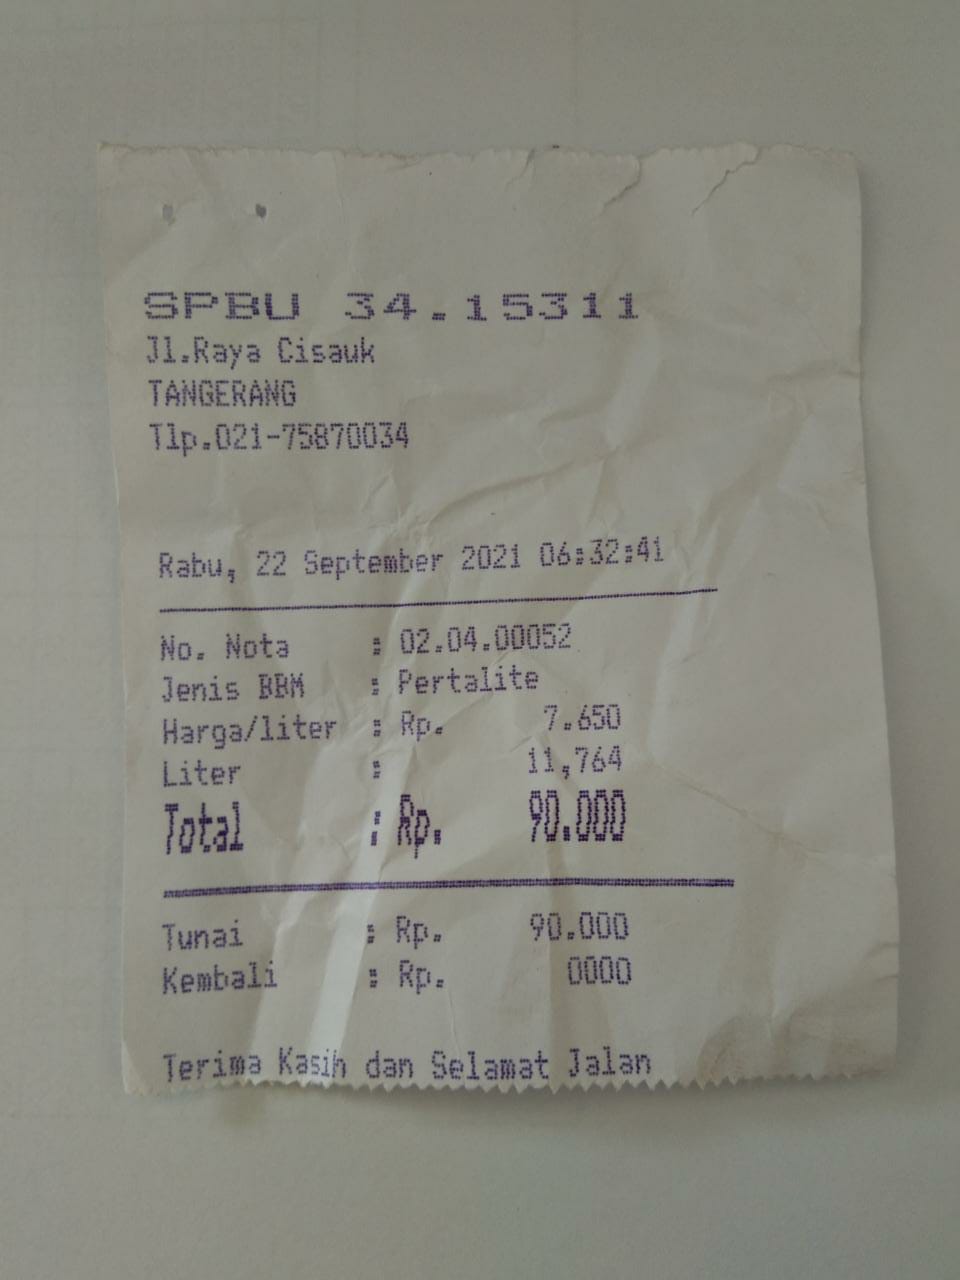 SPBU 34.15311
Jl.Raya Cisauk
TANGERANG
Tlp.021-75870034
Rabu, 22 September 2021 06:32:41
No. Nota : 02.04.00052
Jenis BBM : Pertalite
Harga/liter : Rp. 7.650
Liter : 11,764
Total : Rp. 90.000
Tunai : Rp. 90.000
Kembali : Rp. 0000
Terima Kasih dan Selamat Jalan